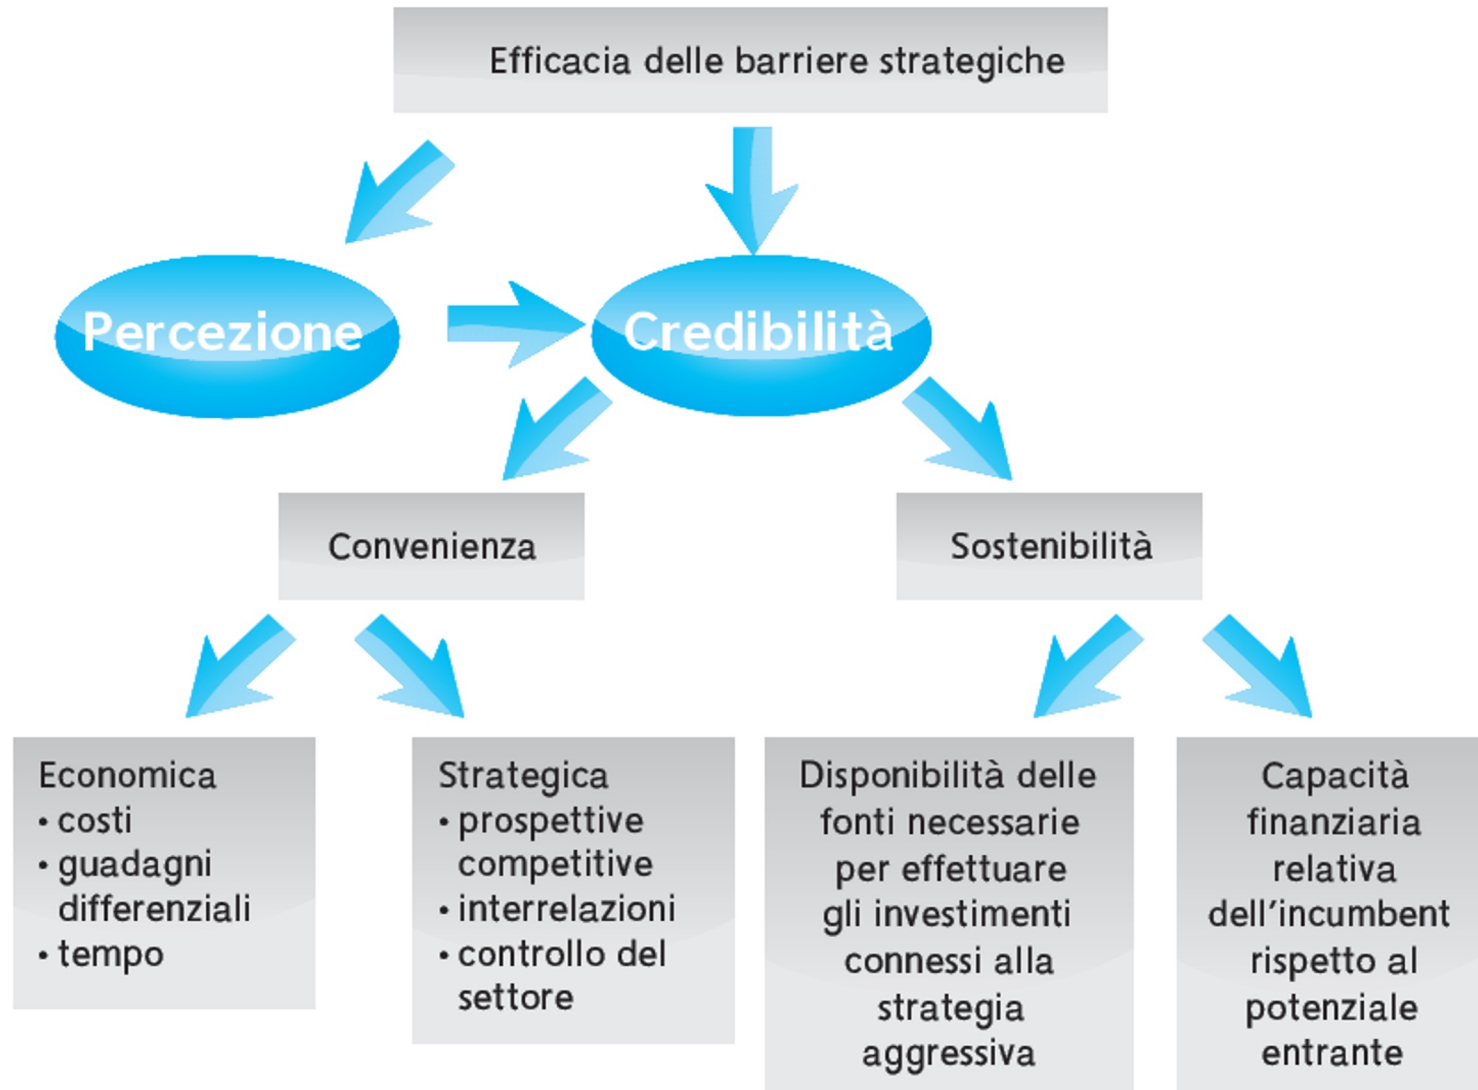 Efficacia delle barriere strategiche
Percezione
Credibilità
Convenienza
Sostenibilità
Economica
• costi
• guadagni
differenziali
• tempo
Strategica
• prospettive
competitive
• interrelazioni
• controllo del
settore
Disponibilità delle
fonti necessarie
per effettuare
gli investimenti
connessi alla
strategia
aggressiva
Capacità
finanziaria
relativa
dell'incumbent
rispetto al
potenziale
entrante